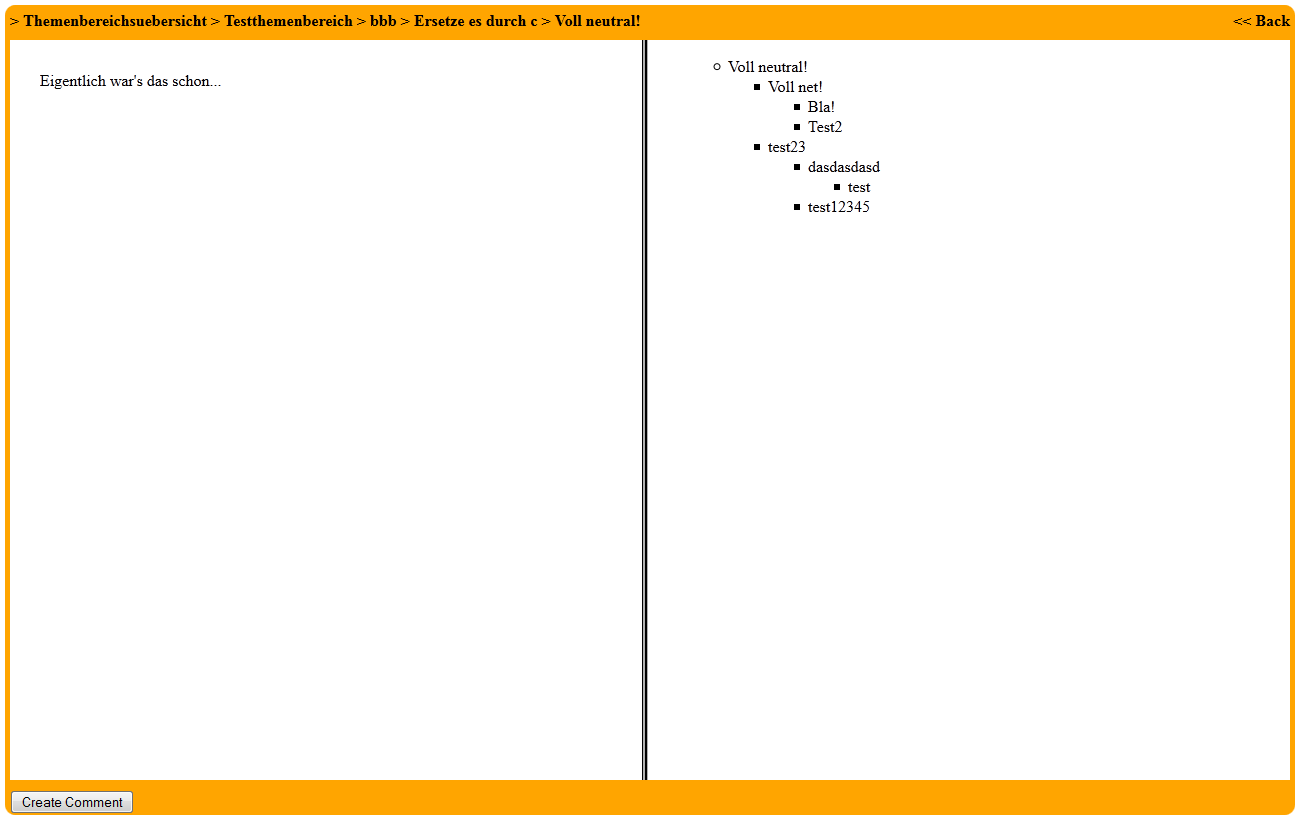 > Themenbereichsuebersicht > Testthemenbereich > bbb > Ersetze es durch c > Voll neutral!
<< Back
Eigentlich war's das schon...
Voll neutral!
Voll net!
Bla!
Test2
test23
dasdasdasd
test
test12345
Create Comment